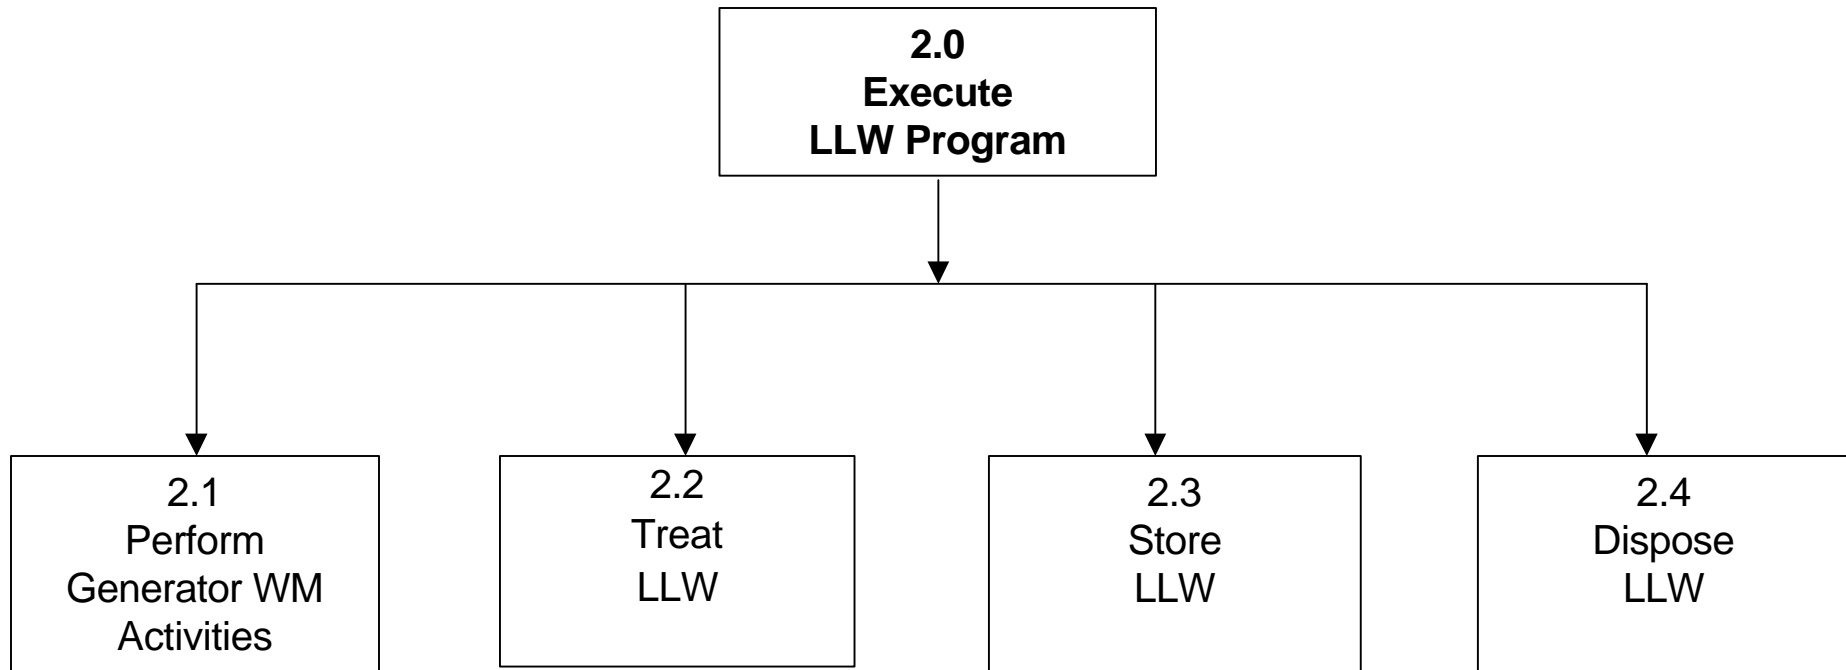 2.0
Execute
LLW Program
2.1
Perform
Generator WM
Activities
2.2
Treat
LLW
2.3
Store
LLW
2.4
Dispose
LLW